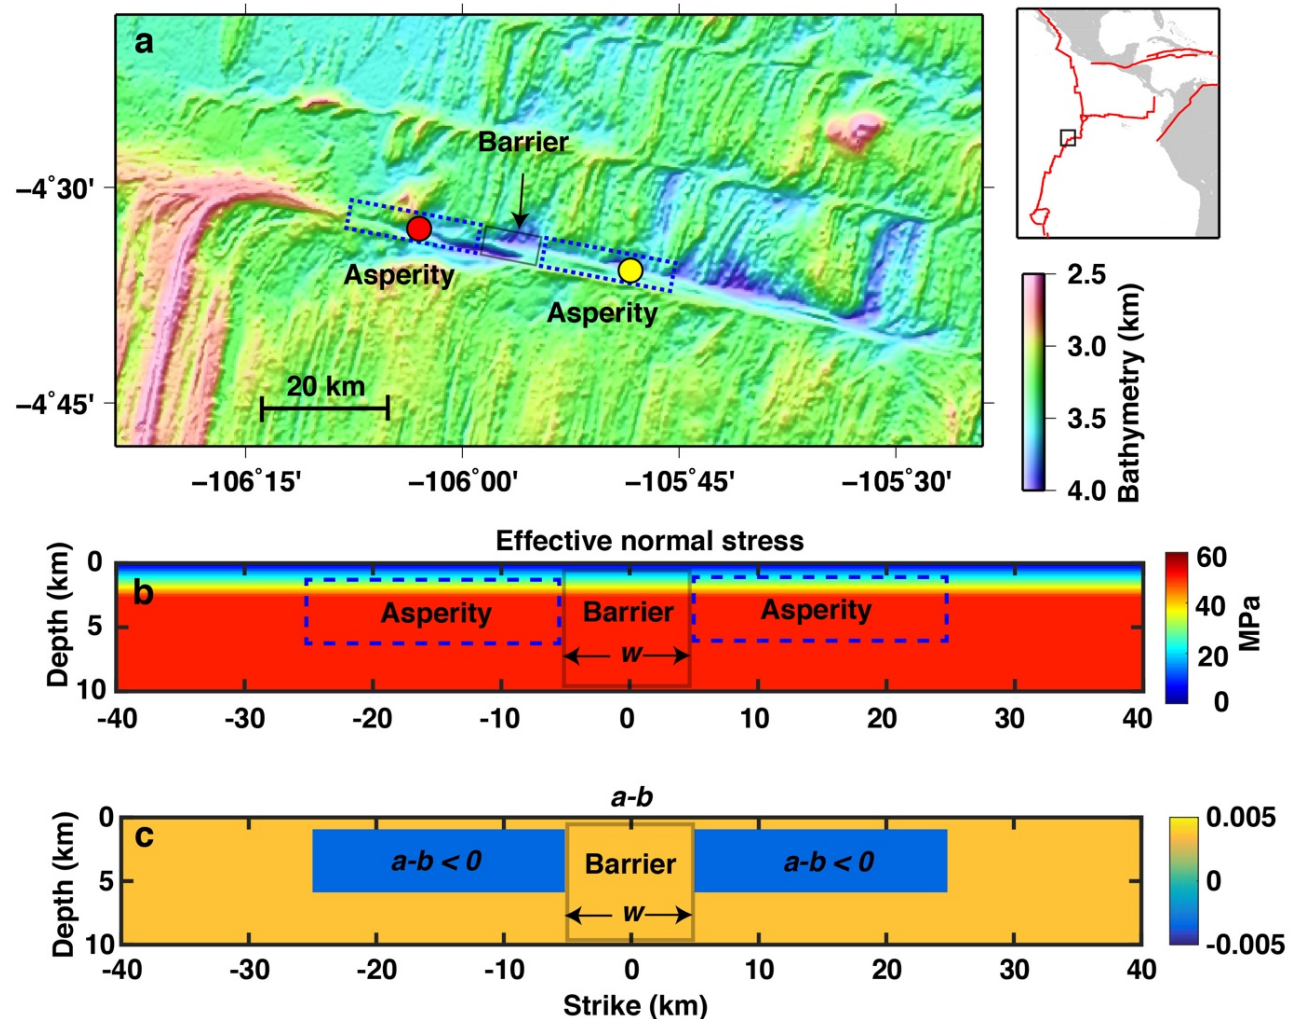 a
Barrier
−4˚30'
Asperity
Asperity
20 km
−4˚45'
−106˚15'
−106˚00'
−105˚45'
−105˚30'
2.5
3.0
3.5
4.0
Bathymetry (km)
Effective normal stress
b
Depth (km)
0
5
10
Asperity
Barrier
Asperity
w
-40
-30
-20
-10
0
10
20
30
40
60
40
20
0
MPa
a-b
c
Depth (km)
0
5
10
a-b < 0
Barrier
a-b < 0
w
-40
-30
-20
-10
0
10
20
30
40
Strike (km)
0.005
0
-0.005